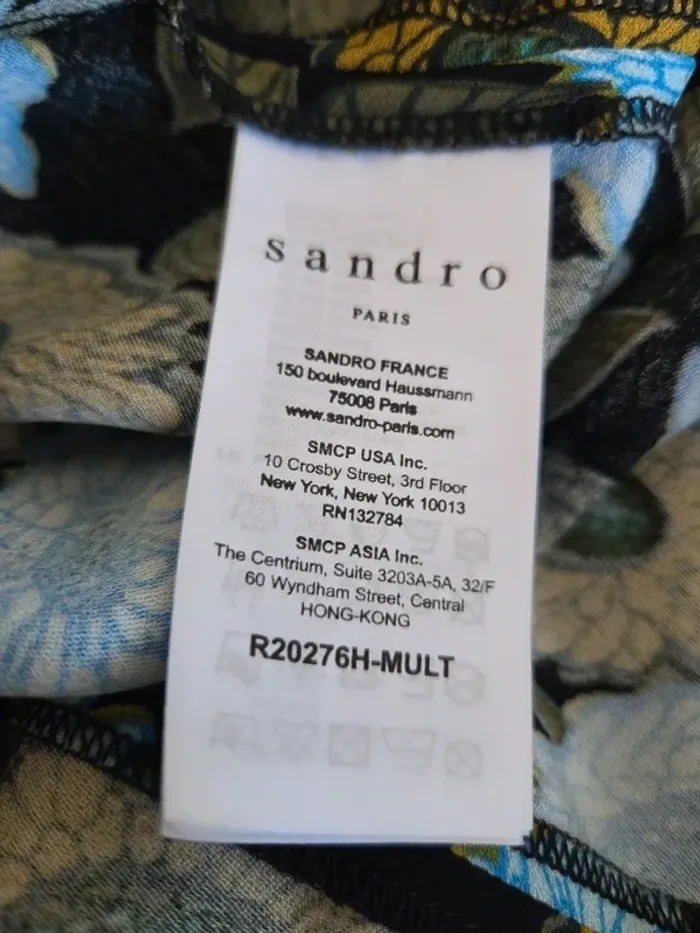 sandro
PARIS
SANDRO FRANCE
150 boulevard Haussmann
75008 Paris
www.sandro-paris.com
SMCP USA Inc.
10 Crosby Street, 3rd Floor
New York, New York 10013
RN132784
SMCP ASIA Inc.
The Centrium, Suite 3203A-5A, 32/F
60 Wyndham Street, Central
HONG-KONG
R20276H-MULT